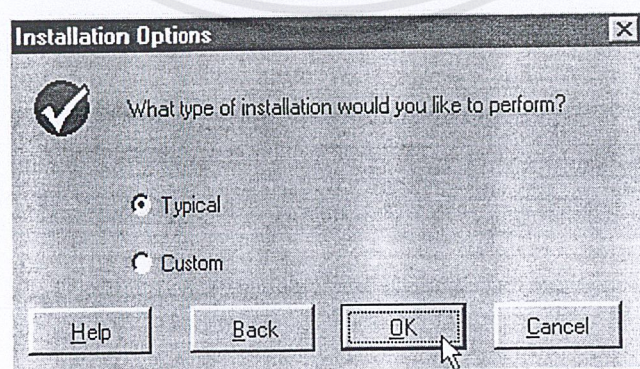 Installation Options
What type of installation would you like to perform?
Typical
Custom
Help Back OK Cancel